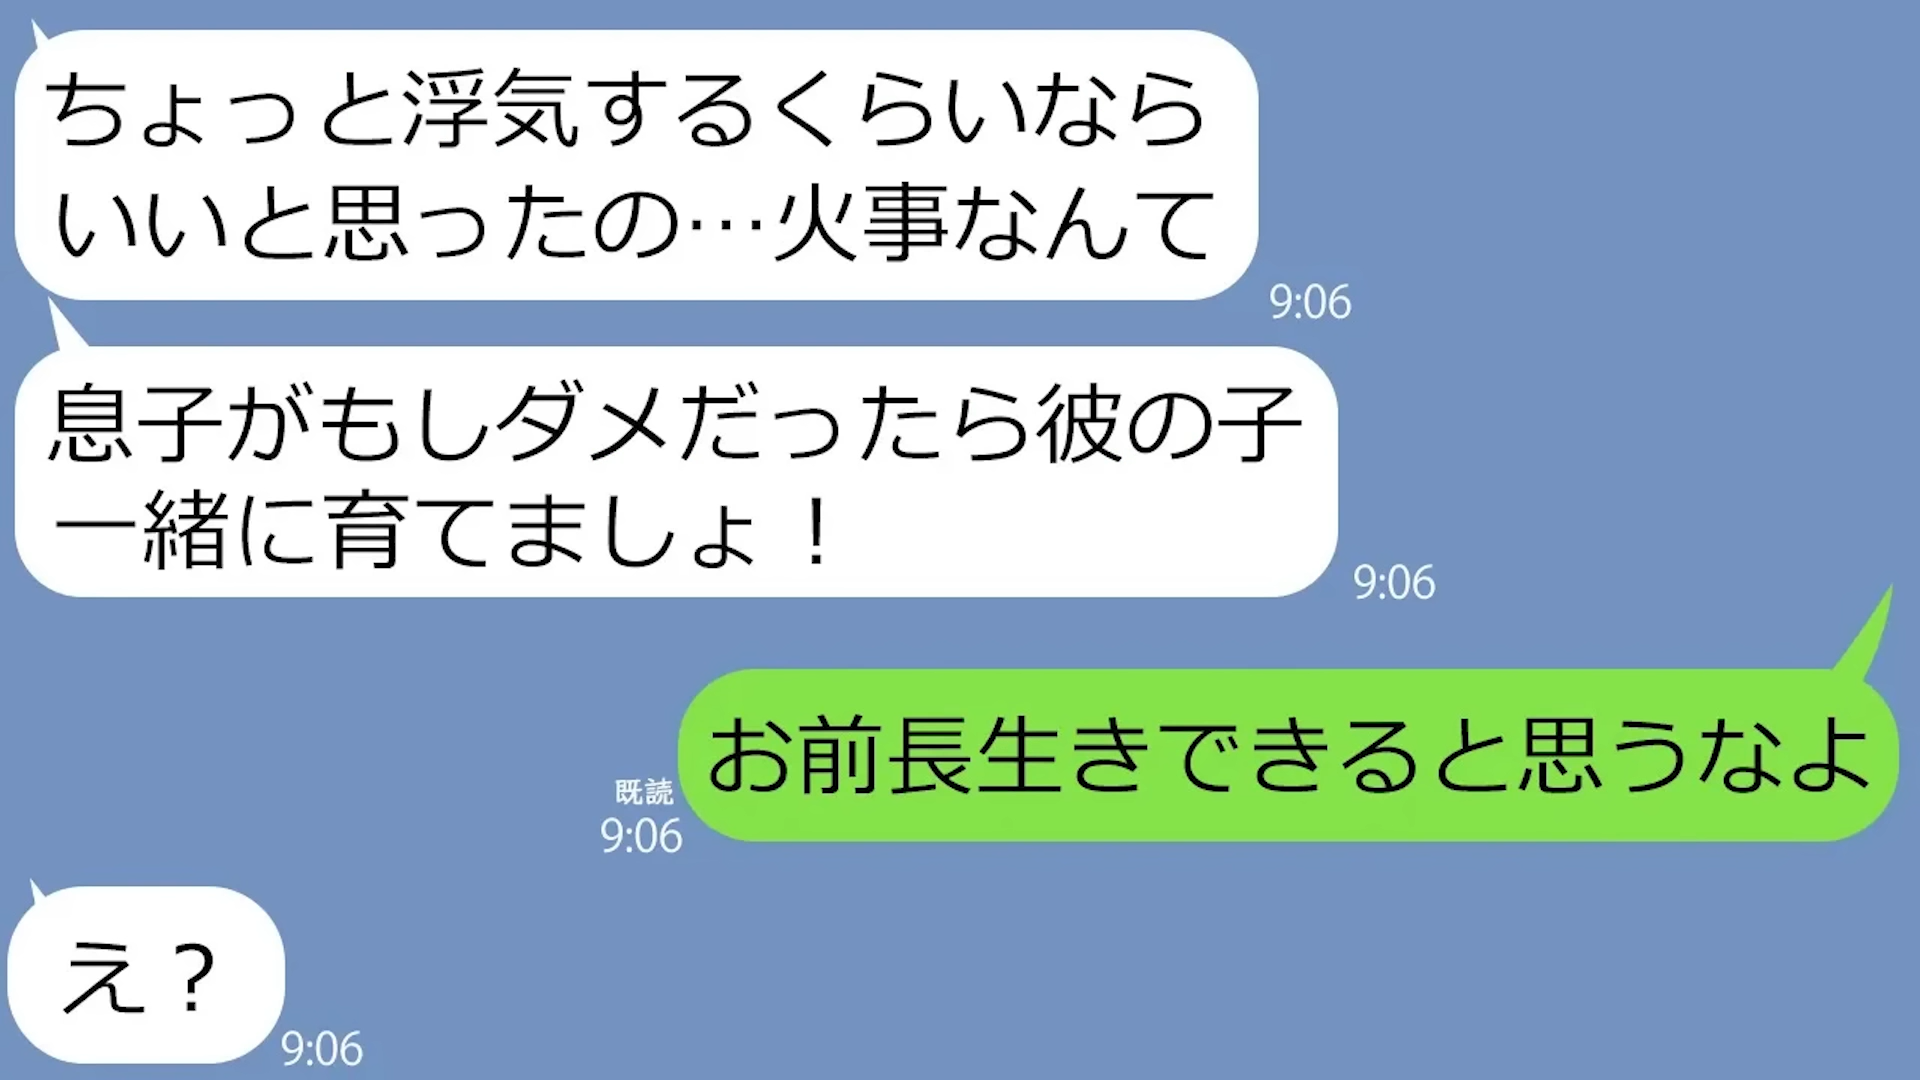 ちょっと浮気するくらいなら
いいと思ったの…火事なんて
9:06
息子がもしダメだったら彼の子
一緒に育てましょ！
9:06
お前長生きできると思うなよ
既読
9:06
え？
9:06